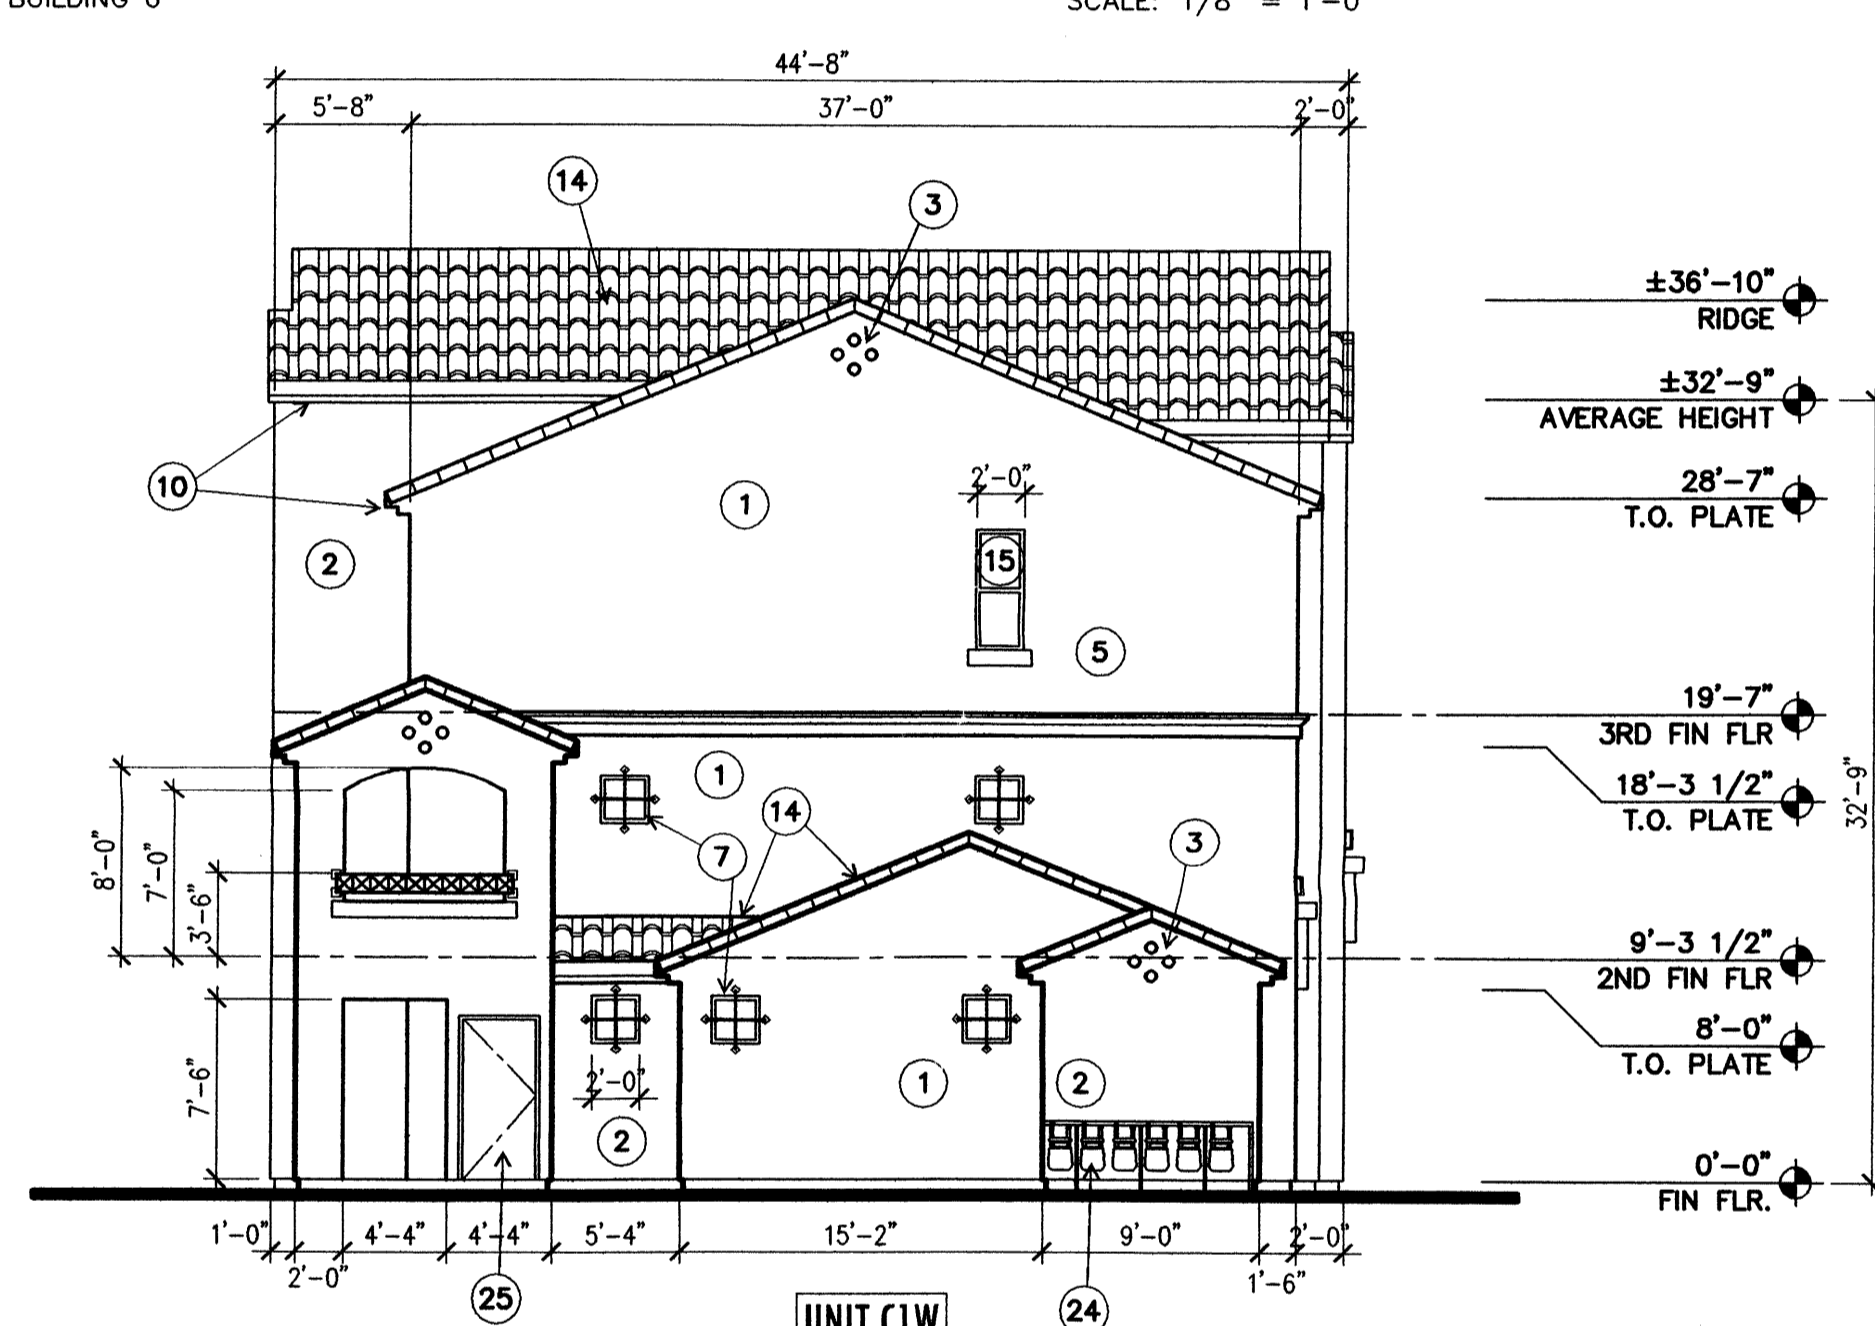 SCALE: 1/8" = 1'-0"
44'-8"
5'-8" 37'-0" 2'-0"
14
3
±36'-10"
RIDGE
±32'-9"
AVERAGE HEIGHT
10
1
2'-0"
28'-7"
T.O. PLATE
15
2
5
19'-7"
3RD FIN FLR
18'-3 1/2"
T.O. PLATE
32'-9"
1
14
7
3
8'-0"
7'-0"
3'-6"
9'-3 1/2"
2ND FIN FLR
8'-0"
T.O. PLATE
7'-6"
2'-0"
1
2
2
0'-0"
FIN FLR.
1'-0" 4'-4" 4'-4" 5'-4" 15'-2" 9'-0" 2'-0"
2'-0" 1'-6"
25
24
UNIT C1W